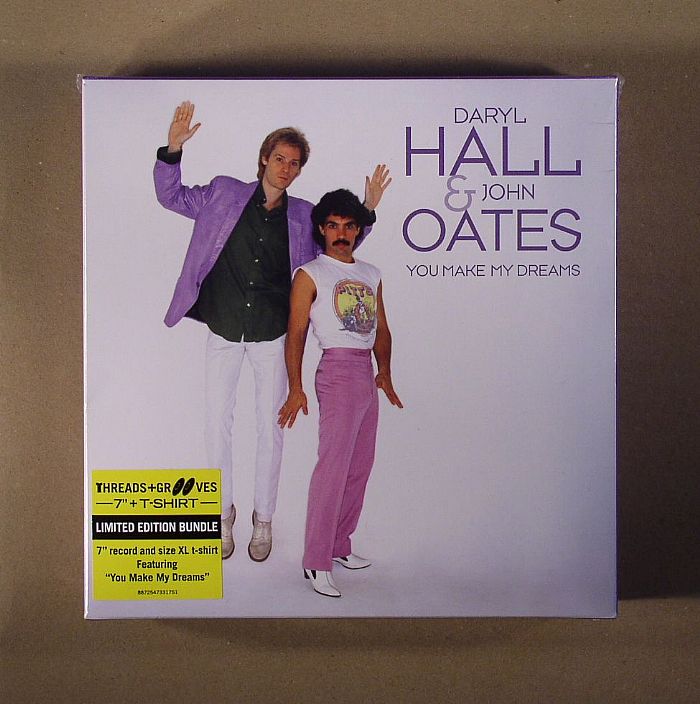 DARYL
HALL
& JOHN
OATES
YOU MAKE MY DREAMS
THREADS+GROOVES
7" + T-SHIRT
LIMITED EDITION BUNDLE
7" record and size XL t-shirt
Featuring
"You Make My Dreams"
88725473317S1